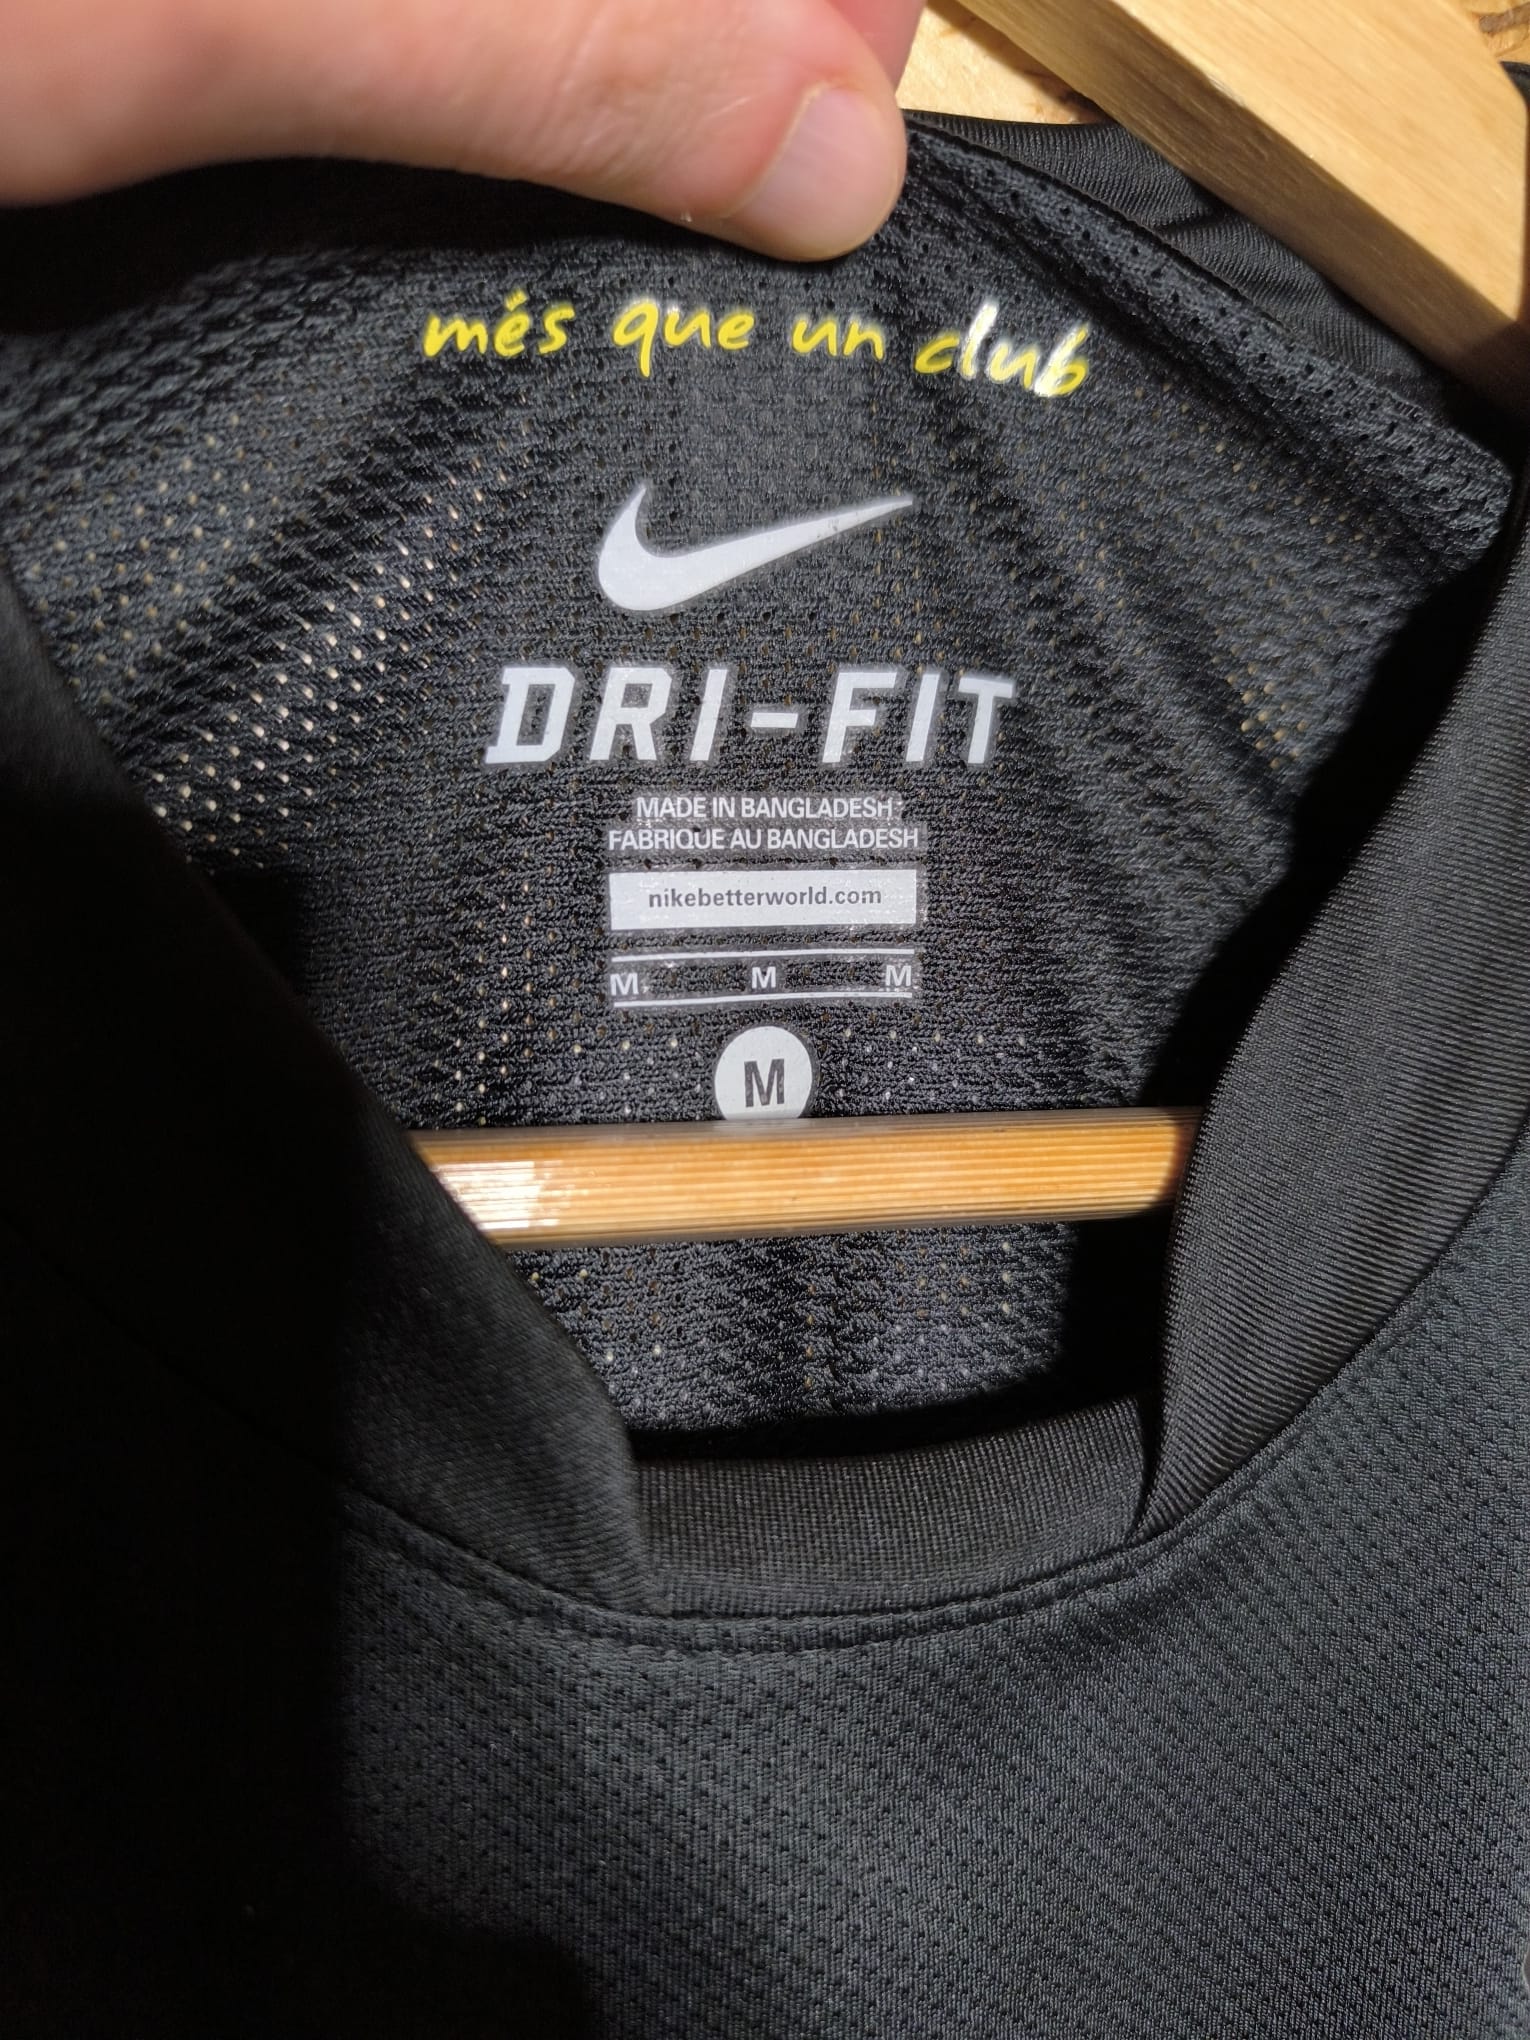 més que un club
DRI-FIT
MADE IN BANGLADESH
FABRIQUE AU BANGLADESH
nikebetterworld.com
M M M
M